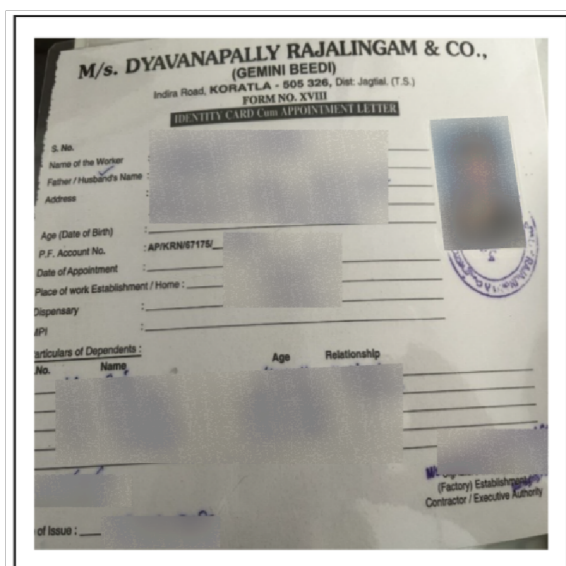 M/s. DYAVANAPALLY RAJALINGAM & CO.,
(GEMINI BEEDI)
Indira Road, KORATLA - 505 326, Dist: Jagtial. (T.S.)
FORM NO. XVIII
IDENTITY CARD Cum APPOINTMENT LETTER
S. No.
Name of the Worker :
Father / Husband's Name :
Address :
Age (Date of Birth) :
P.F. Account No. : AP/KRN/67175/
Date of Appointment :
Place of work Establishment / Home :
Dispensary :
MPI :
articulars of Dependents :
.No. Name Age Relationship
(Factory) Establishment
Contractor / Executive Authority
of Issue :